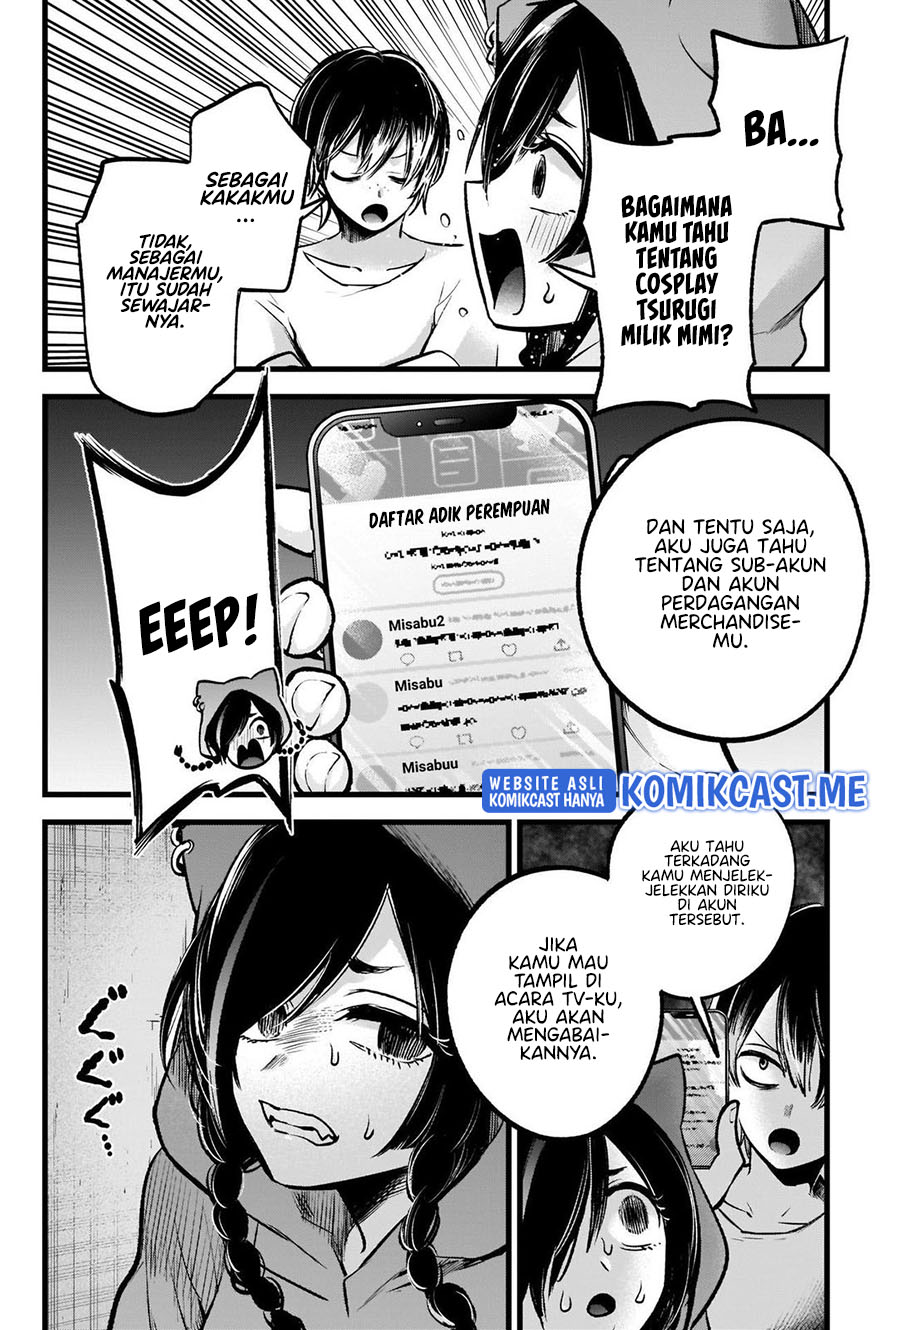 BA...
BAGAIMANA
KAMU TAHU
TENTANG
COSPLAY
TSURUGI
MILIK MIMI?
SEBAGAI
KAKAKMU
...
TIDAK,
SEBAGAI
MANAJERMU,
ITU SUDAH
SEWAJAR-
NYA.
DAN TENTU SAJA,
AKU JUGA TAHU
TENTANG SUB-AKUN
DAN AKUN
PERDAGANGAN
MERCHANDISE-
MU.
DAFTAR ADIK PEREMPUAN
Misabu2
Misabu
Misabuu
EEEP!
WEBSITE ASLI
KOMIKCAST HANYA
KOMIKCAST.ME
AKU TAHU
TERKADANG
KAMU MENJELEK-
JELEKKAN DIRIKU
DI AKUN
TERSEBUT.
JIKA
KAMU MAU
TAMPIL DI
ACARA TV-KU,
AKU AKAN
MENGABAI-
KANNYA.
ぐぐぐ…